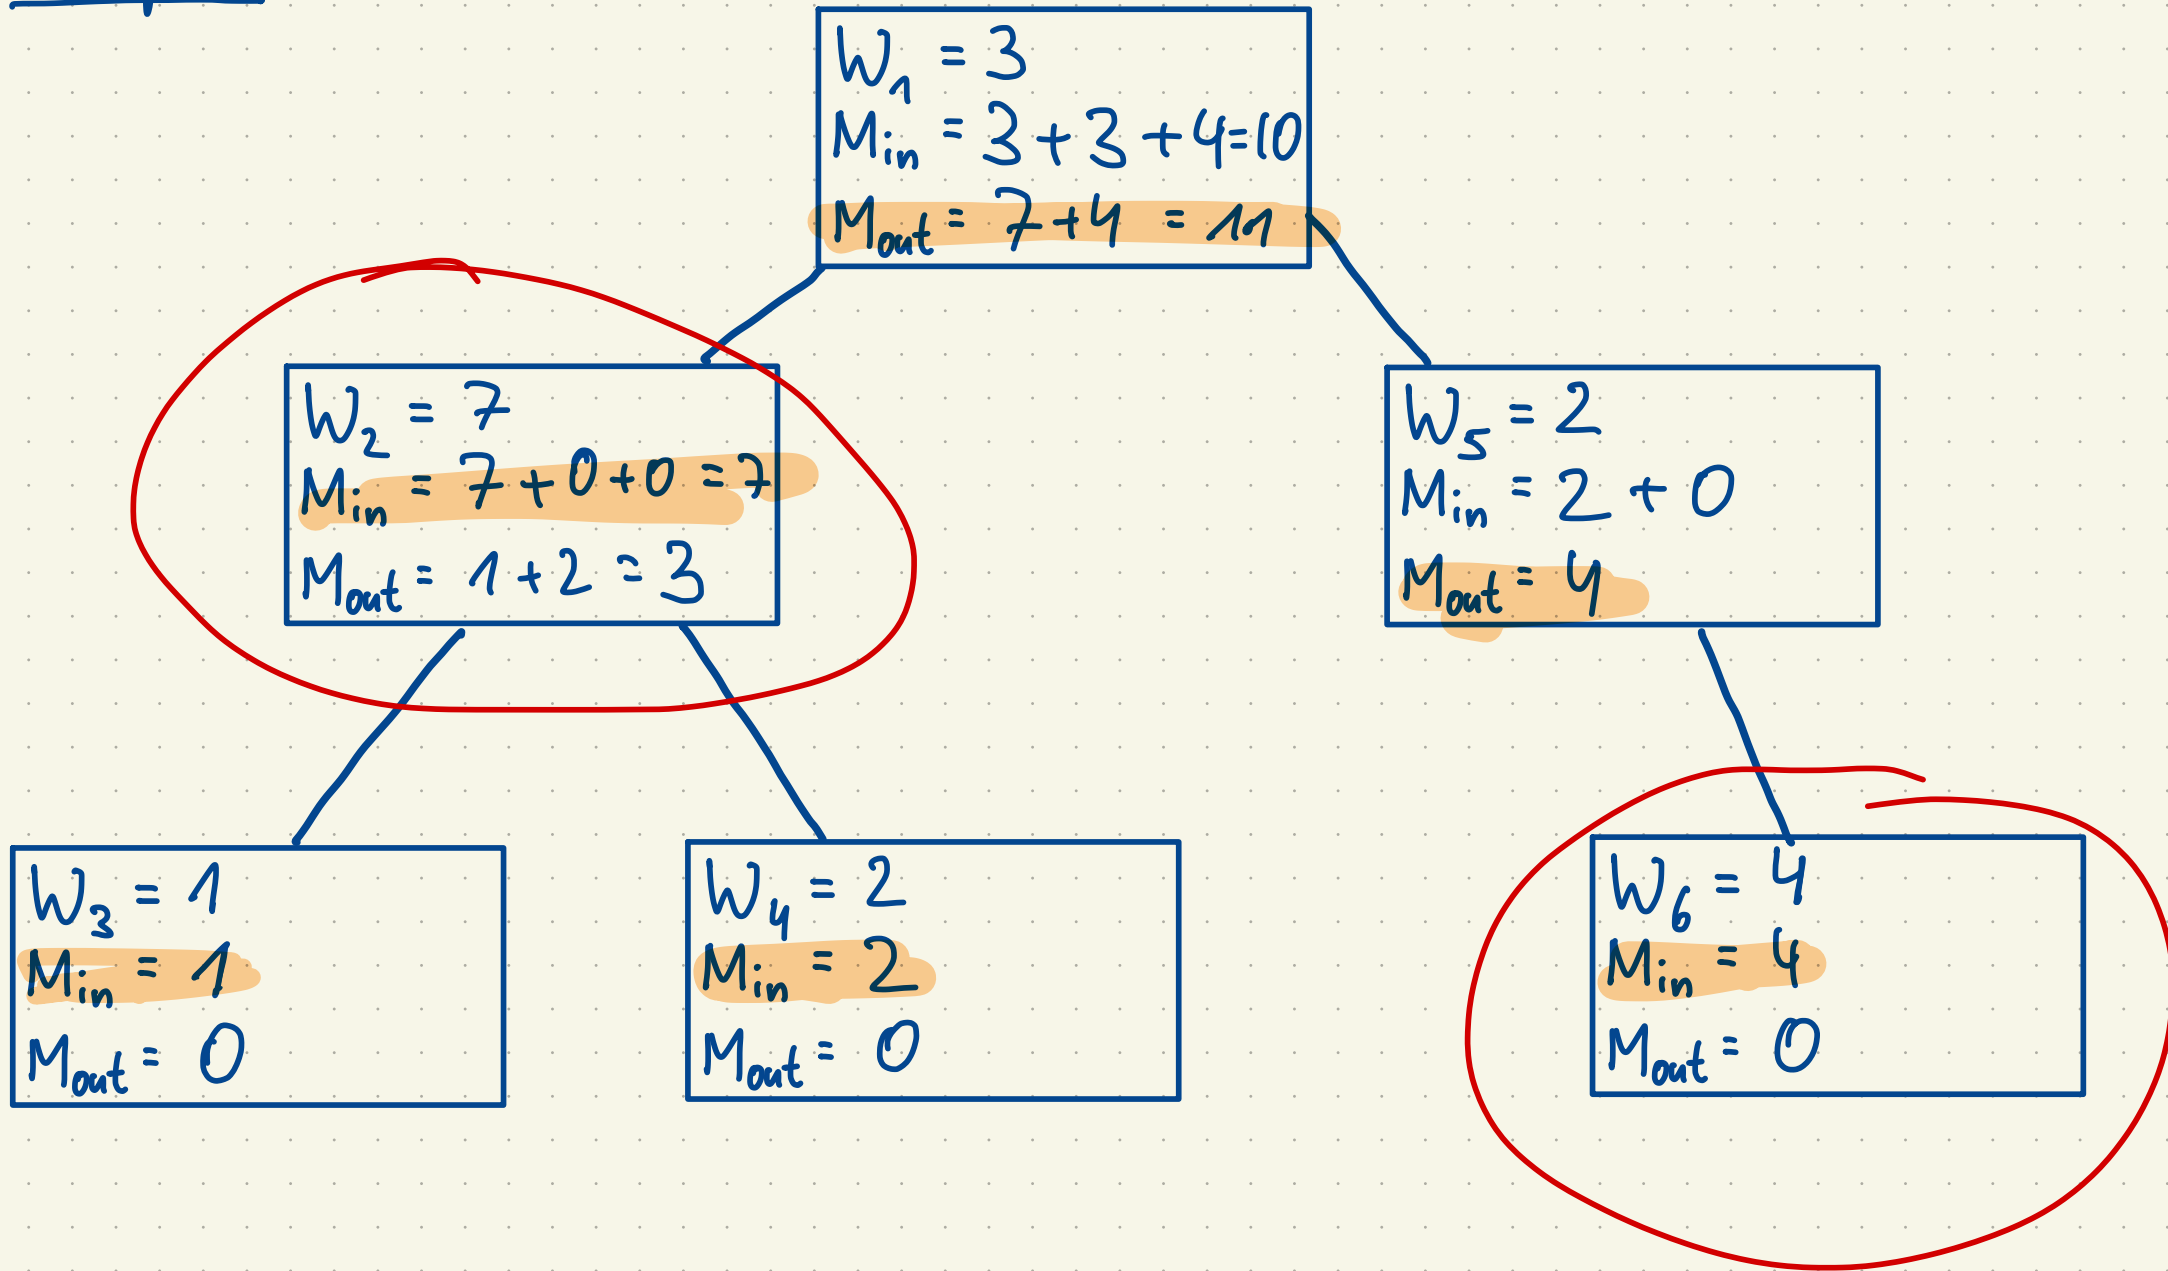 W₁ = 3
Min = 3 + 3 + 4 = 10
Mout = 7 + 4 = 11
W₂ = 7
Min = 7 + 0 + 0 = 7
Mout = 1 + 2 = 3
W₅ = 2
Min = 2 + 0
Mout = 4
W₃ = 1
Min = 1
Mout = 0
W₄ = 2
Min = 2
Mout = 0
W₆ = 4
Min = 4
Mout = 0